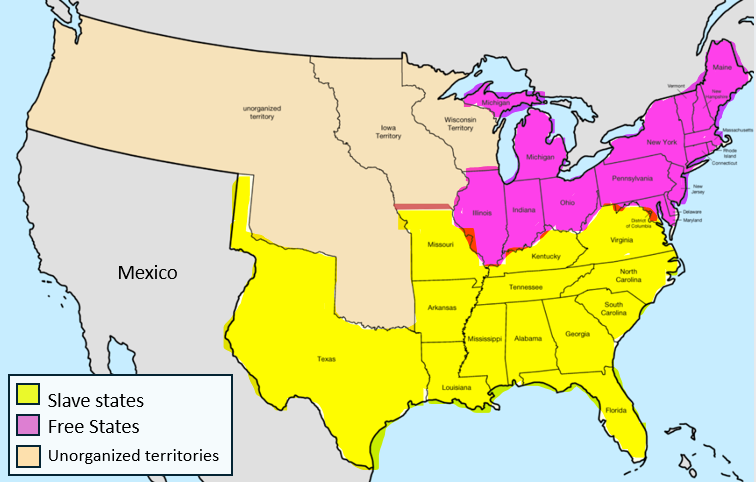 Maine
Vermont
New
Hampshire
Michigan
unorganized
territory
Wisconsin
Territory
Iowa
Territory
Massachusetts
New York
Rhode
Island
Connecticut
Michigan
Pennsylvania
New
Jersey
Ohio
Illinois
Indiana
Delaware
Maryland
District
of Columbia
Missouri
Virginia
Kentucky
Mexico
North
Carolina
Tennessee
South
Carolina
Arkansas
Mississippi
Alabama
Georgia
Texas
Louisiana
Florida
Slave states
Free States
Unorganized territories